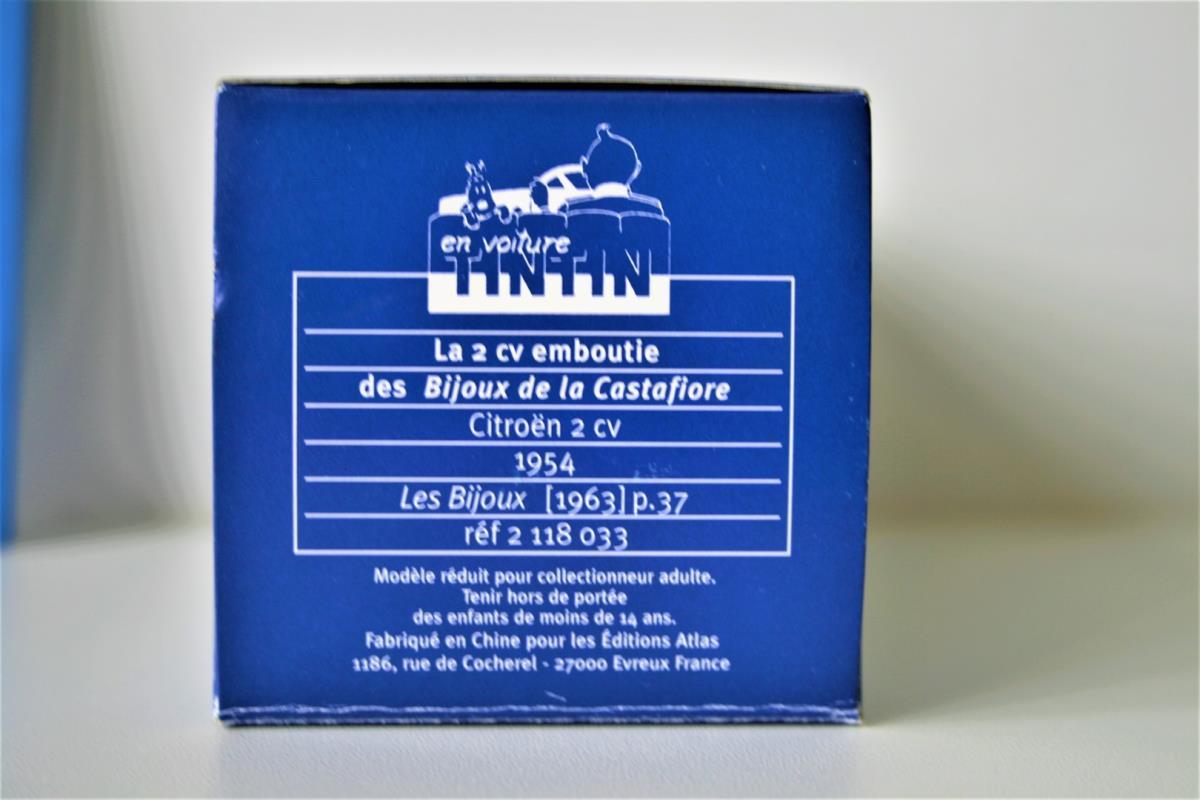 en voiture
TINTIN
La 2 cv emboutie
des Bijoux de la Castafiore
Citroën 2 cv
1954
Les Bijoux [1963] p.37
réf 2 118 033
Modèle réduit pour collectionneur adulte.
Tenir hors de portée
des enfants de moins de 14 ans.
Fabriqué en Chine pour les Éditions Atlas
1186, rue de Cocherel - 27000 Evreux France